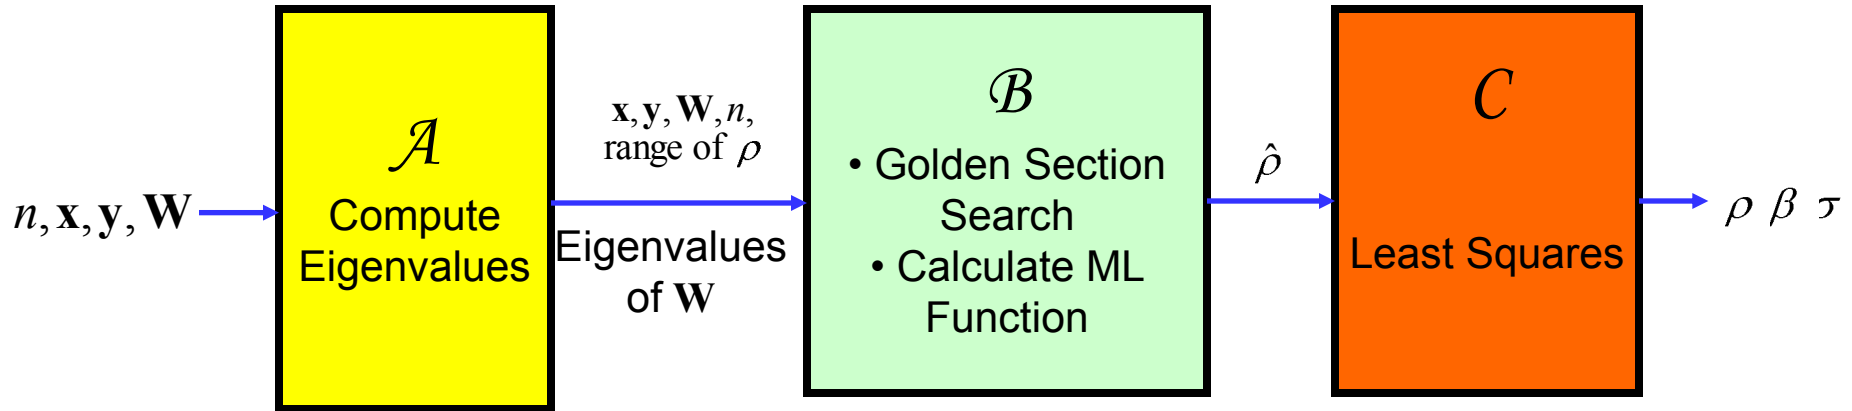 n, x, y, W
𝒜
Compute
Eigenvalues
x, y, W, n,
range of ρ
Eigenvalues
of W
ℬ
• Golden Section
Search
• Calculate ML
Function
ρ̂
C
Least Squares
ρ β σ